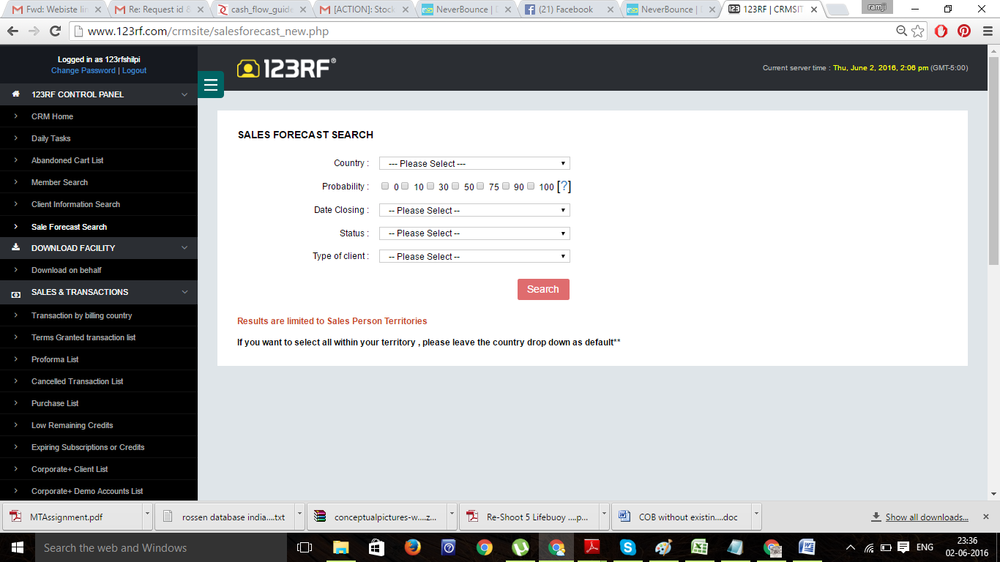 Fwd: Webiste lin
Re: Request id &
cash_flow_guide
[ACTION]: Stock
NeverBounce | D
(21) Facebook
NeverBounce | D
123RF | CRMSIT
ramji
www.123rf.com/crmsite/salesforecast_new.php
Logged in as 123rfshilpi
Change Password | Logout
123RF CONTROL PANEL
CRM Home
Daily Tasks
Abandoned Cart List
Member Search
Client Information Search
Sale Forecast Search
DOWNLOAD FACILITY
Download on behalf
SALES & TRANSACTIONS
Transaction by billing country
Terms Granted transaction list
Proforma List
Cancelled Transaction List
Purchase List
Low Remaining Credits
Expiring Subscriptions or Credits
Corporate+ Client List
Corporate+ Demo Accounts List
123RF®
Current server time : Thu, June 2, 2016, 2:06 pm (GMT-5:00)
SALES FORECAST SEARCH
Country : --- Please Select ---
Probability : 0 10 30 50 75 90 100 [?]
Date Closing : -- Please Select --
Status : -- Please Select --
Type of client : -- Please Select --
Search
Results are limited to Sales Person Territories
If you want to select all within your territory , please leave the country drop down as default**
MTAssignment.pdf
rossen database india....txt
conceptualpictures-w....z...
Re-Shoot 5 Lifebuoy ....p...
COB without existin....doc
Show all downloads...
Search the web and Windows
ENG
23:36
02-06-2016